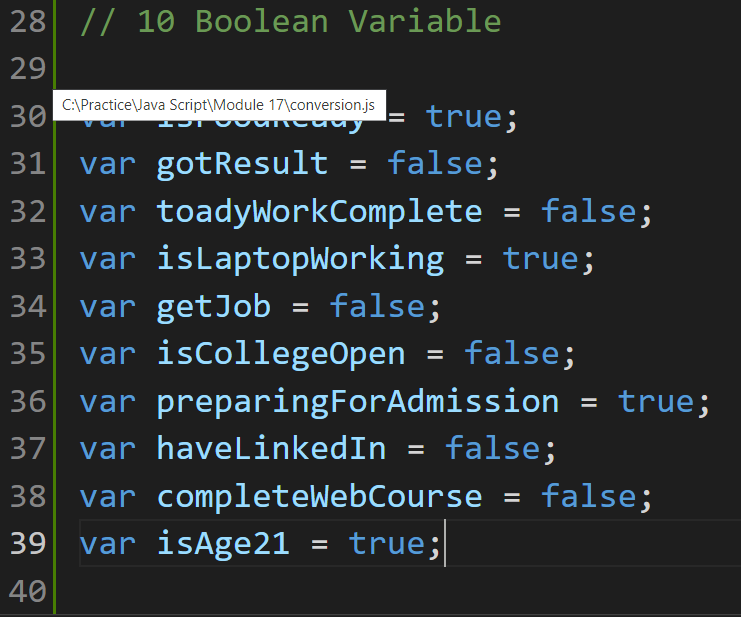 28 // 10 Boolean Variable
29
C:\Practice\Java Script\Module 17\conversion.js
30 = true;
31 var gotResult = false;
32 var toadyWorkComplete = false;
33 var isLaptopWorking = true;
34 var getJob = false;
35 var isCollegeOpen = false;
36 var preparingForAdmission = true;
37 var haveLinkedIn = false;
38 var completeWebCourse = false;
39 var isAge21 = true;
40